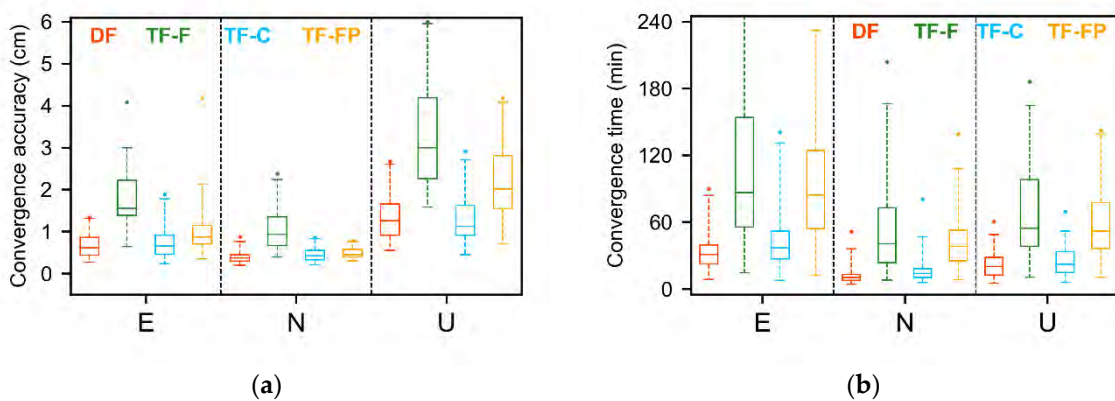 Convergence accuracy (cm)
6
5
4
3
2
1
0
DF TF-F TF-C TF-FP
E N U
(a)
Convergence time (min)
240
180
120
60
0
DF TF-F TF-C TF-FP
E N U
(b)